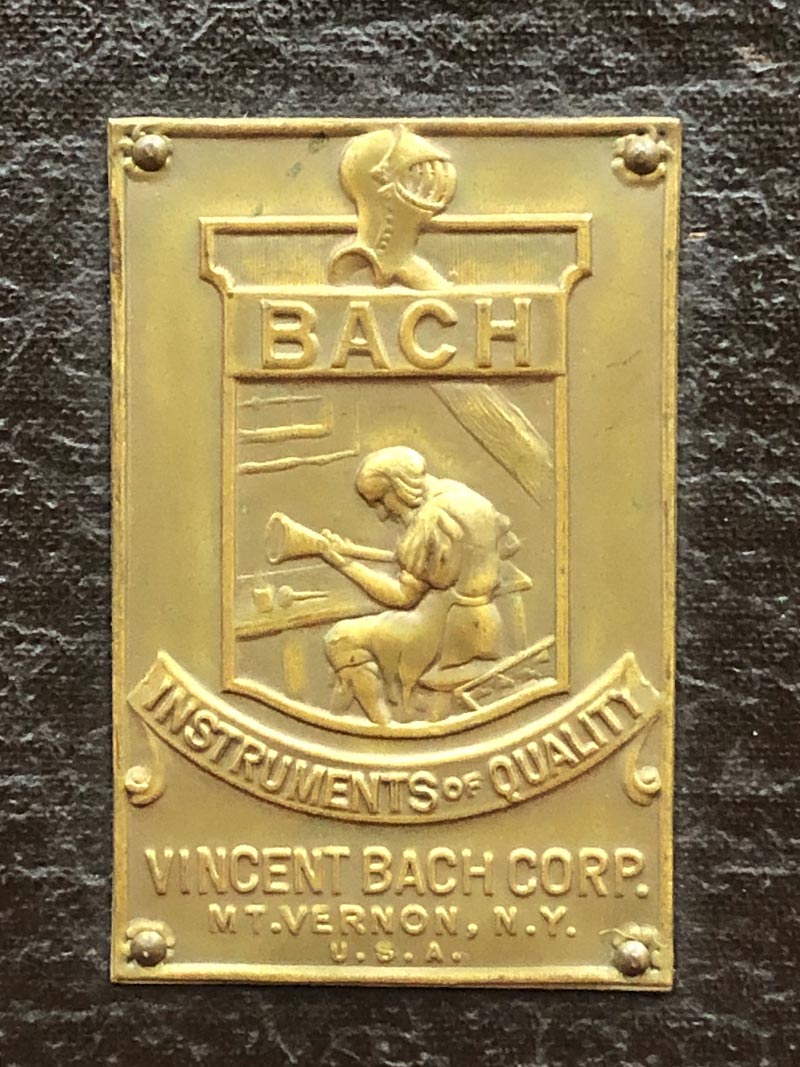 BACH
INSTRUMENTS OF QUALITY
VINCENT BACH CORP.
MT. VERNON, N.Y.
U.S.A.